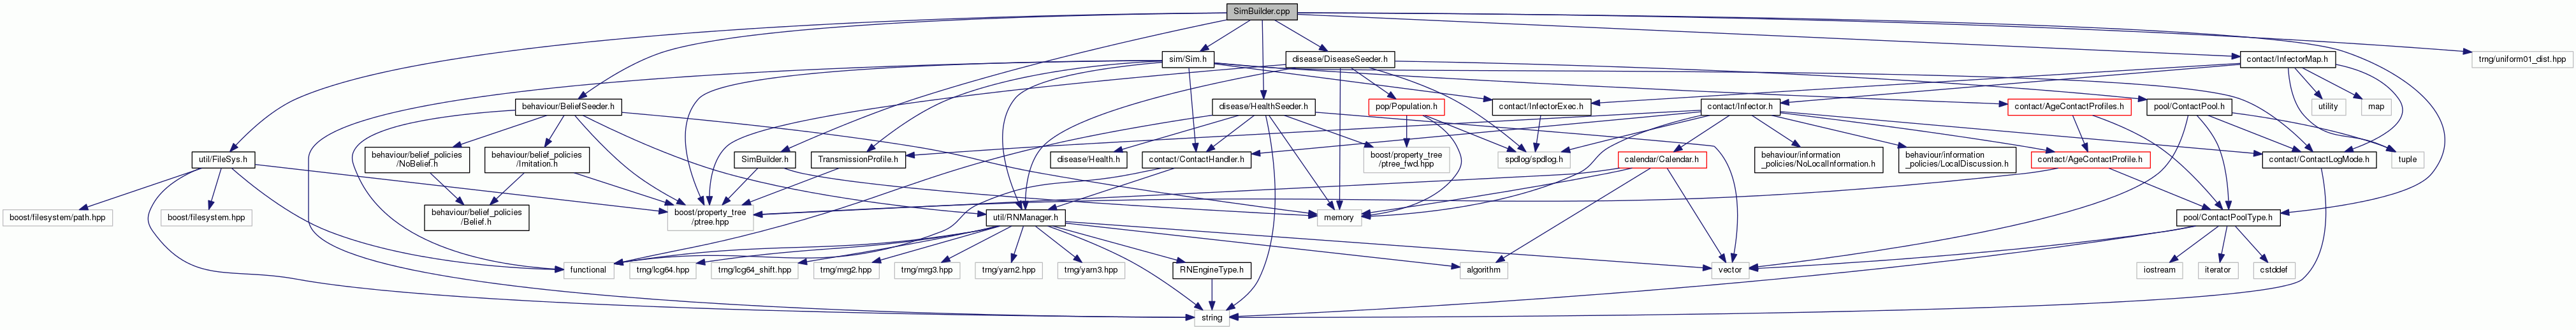 SimBuilder.cpp
sim/Sim.h
disease/DiseaseSeeder.h
contact/InfectorMap.h
trng/uniform01_dist.hpp
behaviour/BeliefSeeder.h
disease/HealthSeeder.h
pop/Population.h
contact/InfectorExec.h
contact/Infector.h
contact/AgeContactProfiles.h
pool/ContactPool.h
utility
map
util/FileSys.h
behaviour/belief_policies
/NoBelief.h
behaviour/belief_policies
/Imitation.h
SimBuilder.h
TransmissionProfile.h
disease/Health.h
contact/ContactHandler.h
boost/property_tree
/ptree_fwd.hpp
spdlog/spdlog.h
calendar/Calendar.h
behaviour/information
_policies/NoLocalInformation.h
behaviour/information
_policies/LocalDiscussion.h
contact/AgeContactProfile.h
contact/ContactLogMode.h
tuple
boost/filesystem/path.hpp
boost/filesystem.hpp
behaviour/belief_policies
/Belief.h
boost/property_tree
/ptree.hpp
util/RNManager.h
memory
pool/ContactPoolType.h
functional
trng/lcg64.hpp
trng/lcg64_shift.hpp
trng/mrg2.hpp
trng/mrg3.hpp
trng/yarn2.hpp
trng/yarn3.hpp
RNEngineType.h
algorithm
vector
iostream
iterator
cstddef
string